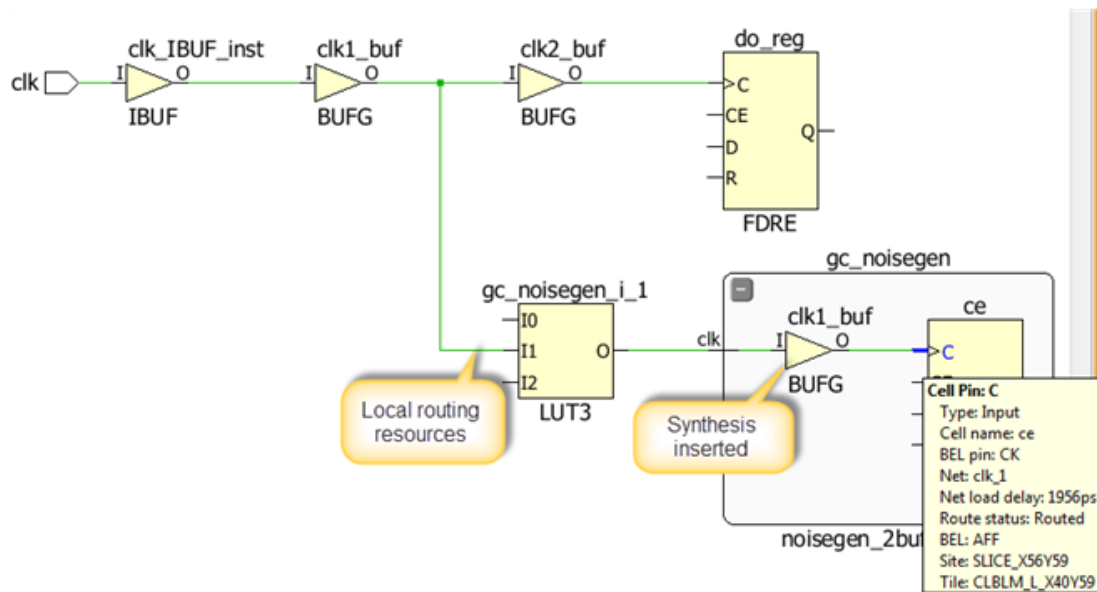 do_reg
clk_IBUF_inst
clk1_buf
clk2_buf
clk
I
O
I
O
I
O
C
IBUF
BUFG
BUFG
CE
Q
D
R
FDRE
gc_noisegen
gc_noisegen_i_1
clk1_buf
ce
I0
I1
O
clk
I
O
C
I2
BUFG
LUT3
Local routing
resources
Synthesis
inserted
Cell Pin: C
Type: Input
Cell name: ce
BEL pin: CK
Net: clk_1
Net load delay: 1956ps
Route status: Routed
BEL: AFF
Site: SLICE_X56Y59
Tile: CLBLM_L_X40Y59
noisegen_2buf